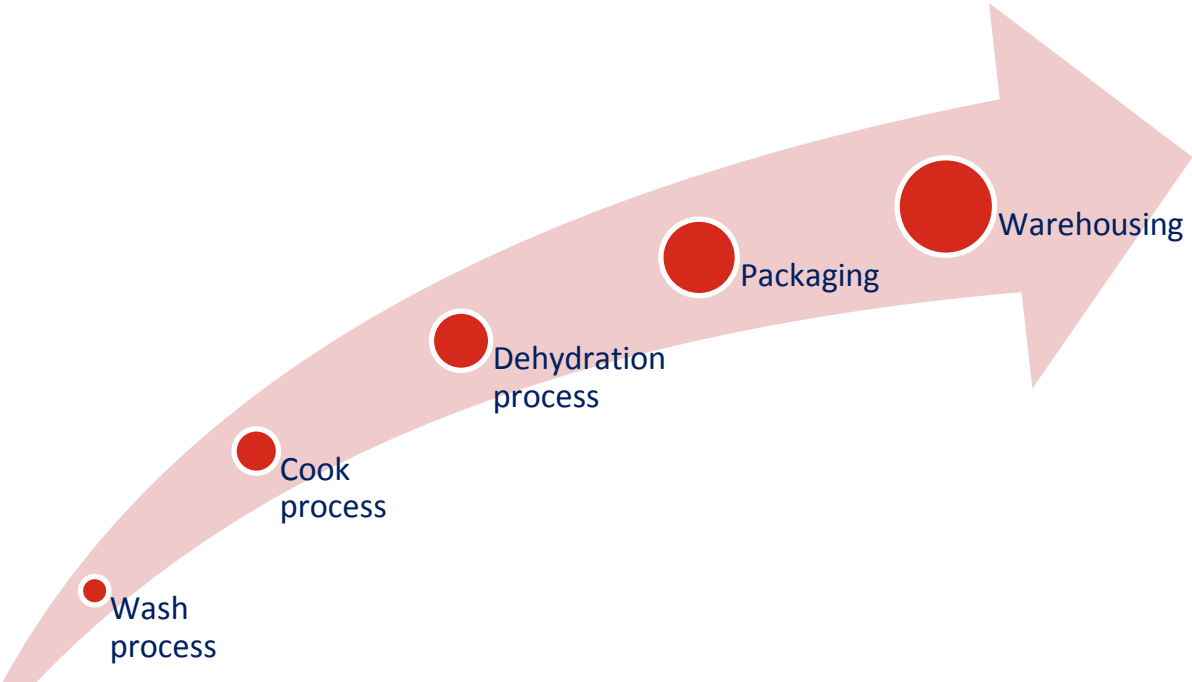 Wash
process
Cook
process
Dehydration
process
Packaging
Warehousing